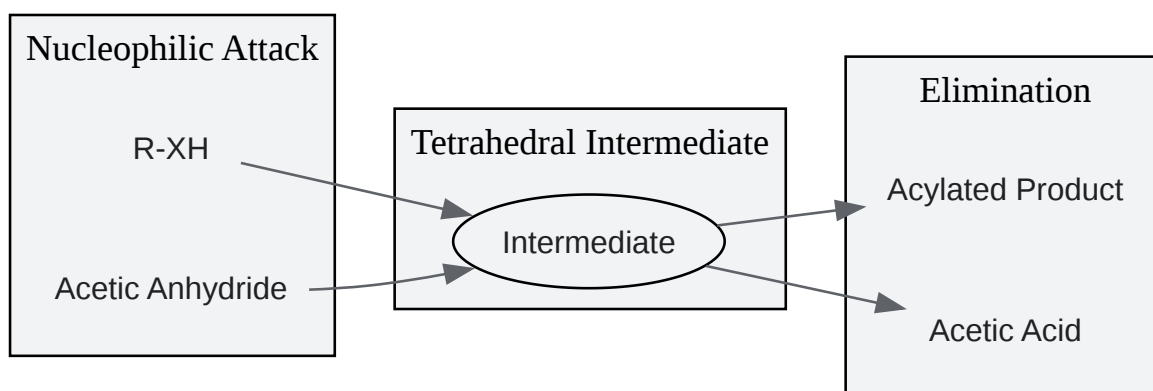 Nucleophilic Attack
R-XH
Acetic Anhydride
Tetrahedral Intermediate
Intermediate
Elimination
Acylated Product
Acetic Acid